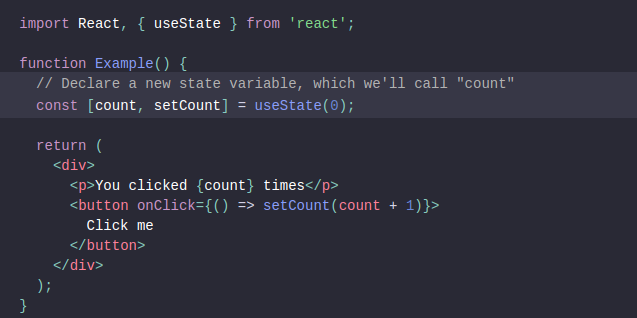 import React, { useState } from 'react';

function Example() {
  // Declare a new state variable, which we'll call "count"
  const [count, setCount] = useState(0);

  return (
    <div>
      <p>You clicked {count} times</p>
      <button onClick={() => setCount(count + 1)}>
        Click me
      </button>
    </div>
  );
}